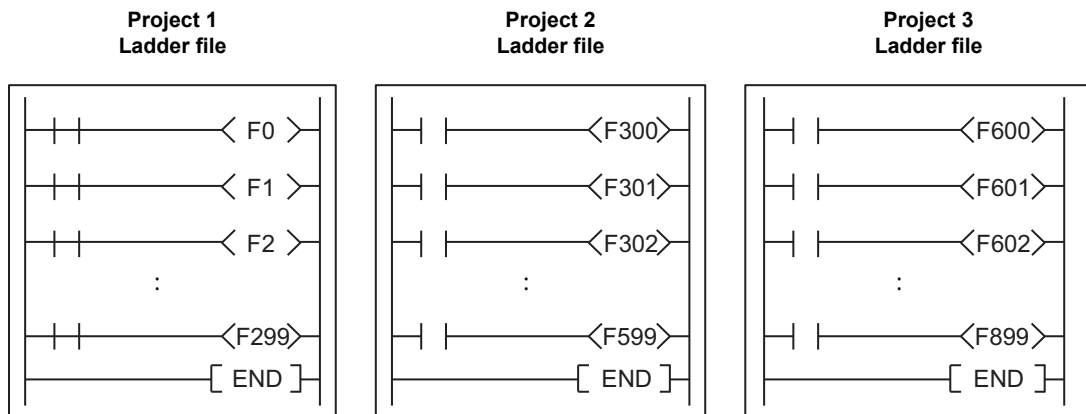 Project 1
Ladder file
F0
F1
F2
:
F299
END
Project 2
Ladder file
F300
F301
F302
:
F599
END
Project 3
Ladder file
F600
F601
F602
:
F899
END